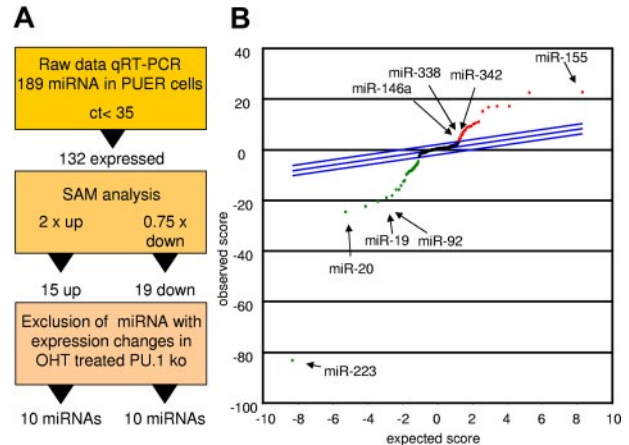 A
Raw data qRT-PCR
189 miRNA in PUER cells
ct< 35
132 expressed
SAM analysis
2 x up 0.75 x
down
15 up 19 down
Exclusion of miRNA with
expression changes in
OHT treated PU.1 ko
10 miRNAs 10 miRNAs
B
40
20
0
-20
-40
-60
-80
-100
observed score
miR-155
miR-338
miR-342
miR-146a
miR-19
miR-92
miR-20
miR-223
-10 -8 -6 -4 -2 0 2 4 6 8 10
expected score